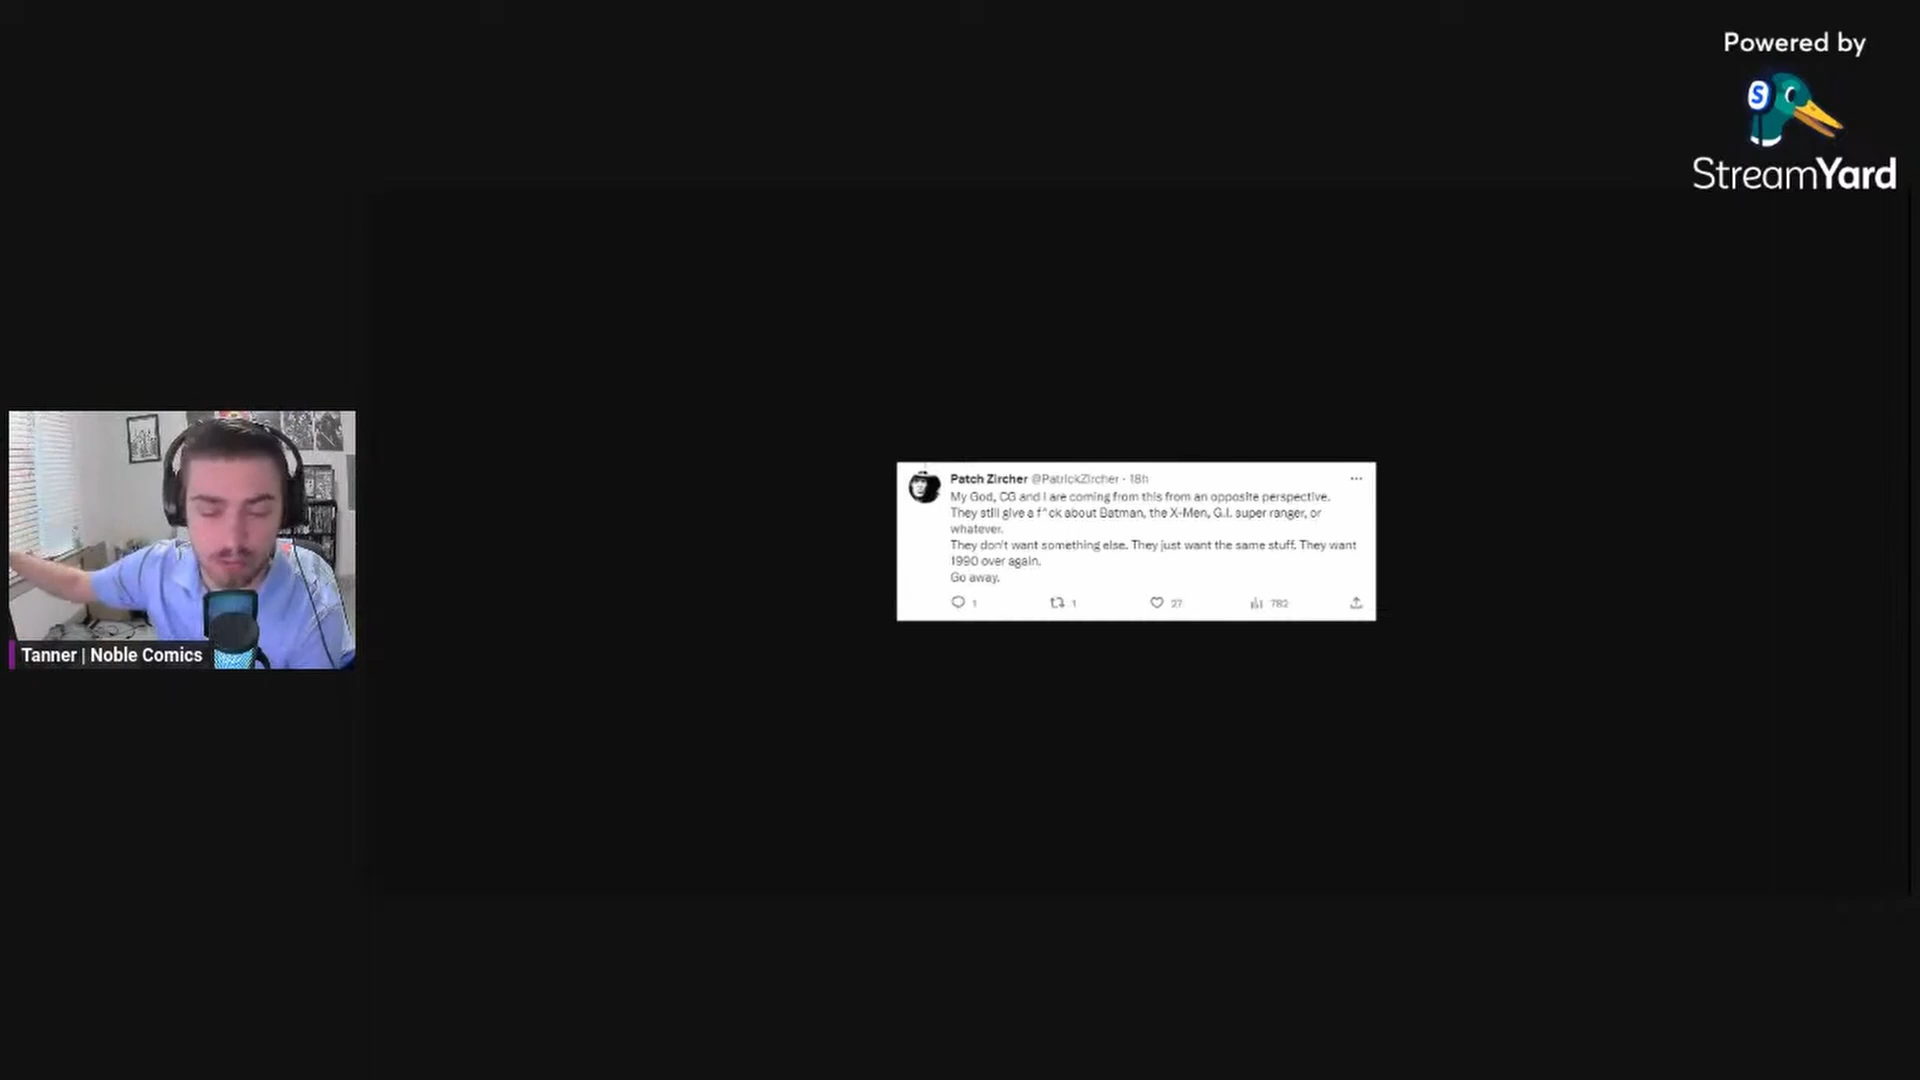 Powered by
S
StreamYard
Patch Zircher @PatrickZircher · 18h
My God, CG and I are coming from this from an opposite perspective.
They still give a f*ck about Batman, the X-Men, G.I. super ranger, or
whatever.
They don't want something else. They just want the same stuff. They want
1990 over again.
Go away.
1 1 27 782
Tanner | Noble Comics